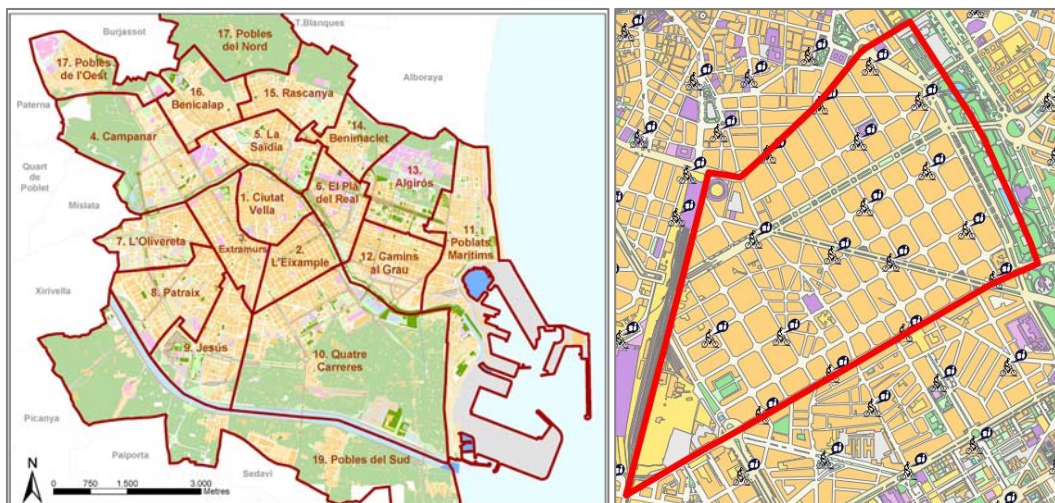 Burjassot
T.Blanques
17. Pobles
del Nord
17. Pobles
de l'Oest
Alboraya
16.
Benicalap
15. Rascanya
Paterna
4. Campanar
5. La
Saïdia
14.
Benimaclet
13.
Algirós
Quart
de
Poblet
6. El Pla
del Real
1. Ciutat
Vella
Mislata
11.
Poblats
Marítims
7. L'Olivereta
3.
Extramurs
2.
L'Eixample
12. Camins
al Grau
Xirivella
8. Patraix
9. Jesús
10. Quatre
Carreres
Picanya
Paiporta
Sedaví
19. Pobles del Sud
N
0 750 1.500 3.000
Metres